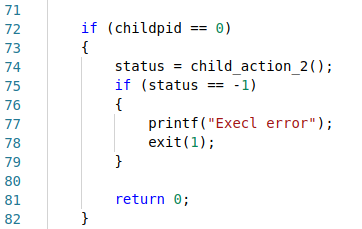 71
72 if (childpid == 0)
73 {
74 status = child_action_2();
75 if (status == -1)
76 {
77 printf("Execl error");
78 exit(1);
79 }
80
81 return 0;
82 }